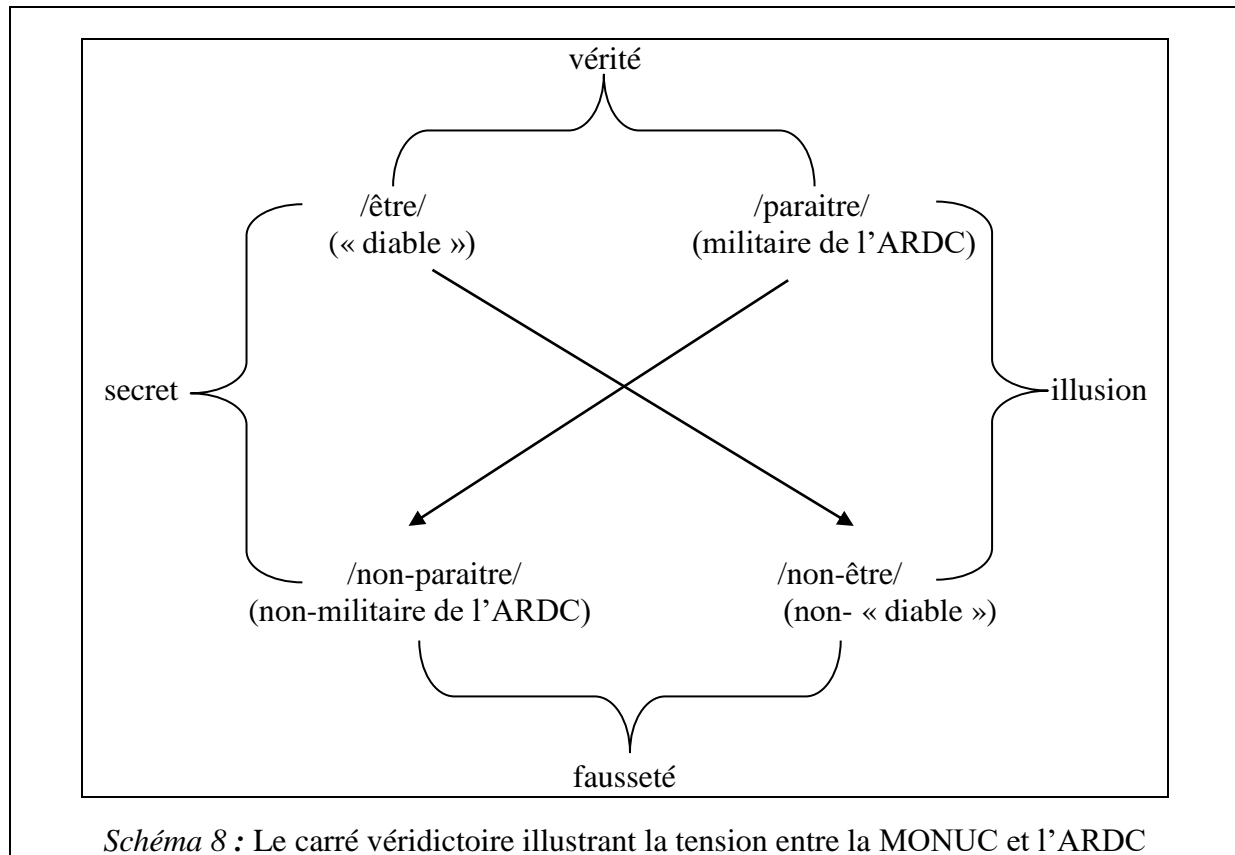 vérité
/être/ /paraitre/
(« diable ») (militaire de l’ARDC)
secret illusion
/non-paraitre/ /non-être/
(non-militaire de l’ARDC) (non- « diable »)
fausseté
Schéma 8 : Le carré véridictoire illustrant la tension entre la MONUC et l’ARDC